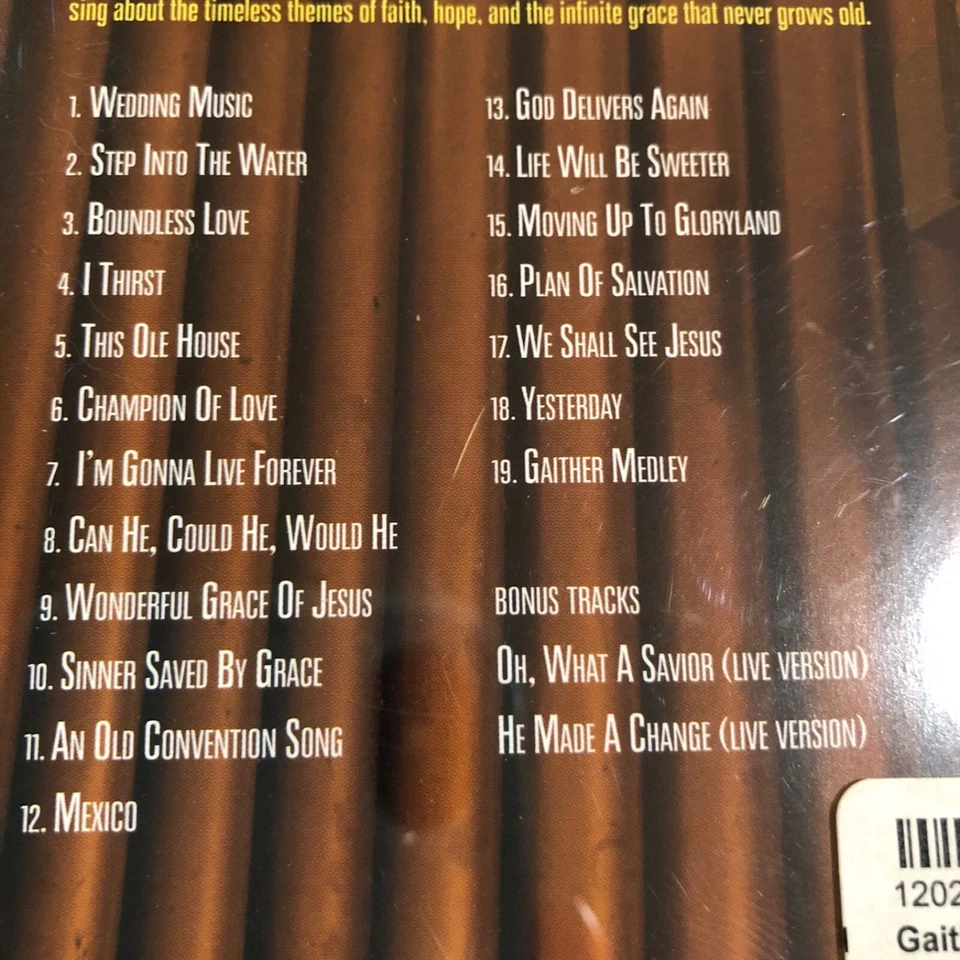 sing about the timeless themes of faith, hope, and the infinite grace that never grows old.
1. Wedding Music
2. Step Into The Water
3. Boundless Love
4. I Thirst
5. This Ole House
6. Champion Of Love
7. I'm Gonna Live Forever
8. Can He, Could He, Would He
9. Wonderful Grace Of Jesus
10. Sinner Saved By Grace
11. An Old Convention Song
12. Mexico
13. God Delivers Again
14. Life Will Be Sweeter
15. Moving Up To Gloryland
16. Plan Of Salvation
17. We Shall See Jesus
18. Yesterday
19. Gaither Medley
BONUS TRACKS
Oh, What A Savior (LIVE VERSION)
He Made A Change (LIVE VERSION)
1202
Gait